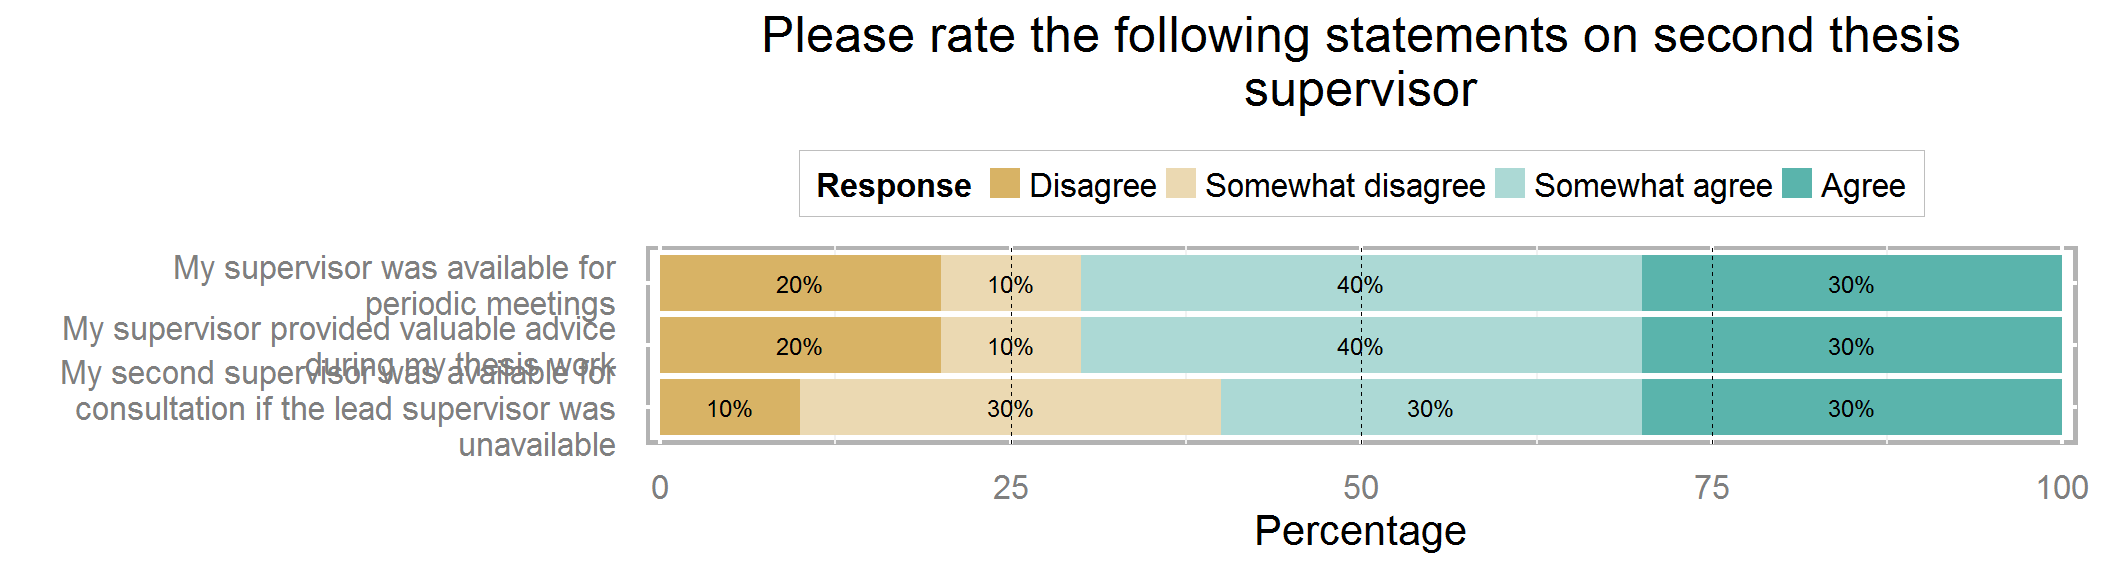 Please rate the following statements on second thesis
supervisor
Response Disagree Somewhat disagree Somewhat agree Agree
My supervisor was available for
periodic meetings
20% 10% 40% 30%
My supervisor provided valuable advice
during my thesis work
20% 10% 40% 30%
My second supervisor was available for
consultation if the lead supervisor was
unavailable
10% 30% 30% 30%
0 25 50 75 100
Percentage